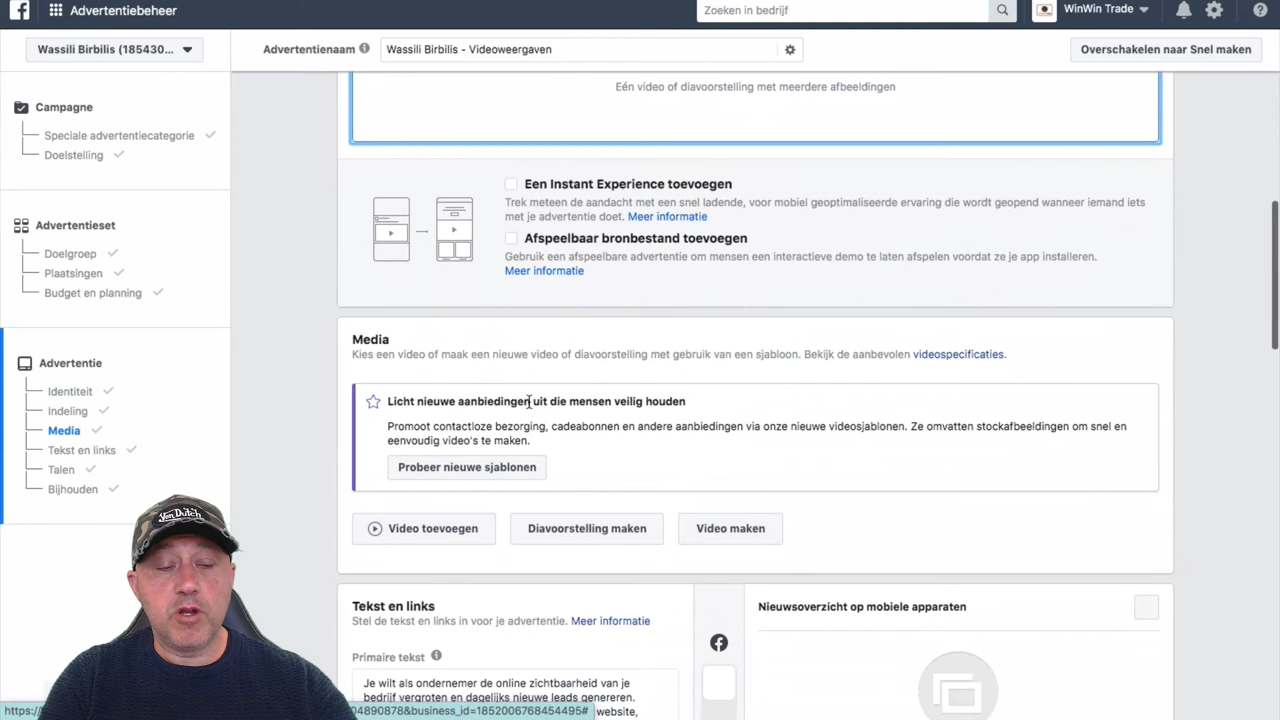 Advertentiebeheer
Zoeken in bedrijf
WinWin Trade
Wassili Birbilis (185430...
Advertentienaam
Wassili Birbilis - Videoweergaven
Overschakelen naar Snel maken
Campagne
Speciale advertentiecategorie
Doelstelling
Advertentieset
Doelgroep
Plaatsingen
Budget en planning
Advertentie
Identiteit
Indeling
Media
Tekst en links
Talen
Bijhouden
Eén video of diavoorstelling met meerdere afbeeldingen
Een Instant Experience toevoegen
Trek meteen de aandacht met een snel ladende, voor mobiel geoptimaliseerde ervaring die wordt geopend wanneer iemand iets
met je advertentie doet. Meer informatie
Afspeelbaar bronbestand toevoegen
Gebruik een afspeelbare advertentie om mensen een interactieve demo te laten afspelen voordat ze je app installeren.
Meer informatie
Media
Kies een video of maak een nieuwe video of diavoorstelling met gebruik van een sjabloon. Bekijk de aanbevolen videospecificaties.
Licht nieuwe aanbiedingen uit die mensen veilig houden
Promoot contactloze bezorging, cadeabonnen en andere aanbiedingen via onze nieuwe videosjablonen. Ze omvatten stockafbeeldingen om snel en
eenvoudig video's te maken.
Probeer nieuwe sjablonen
Video toevoegen
Diavoorstelling maken
Video maken
Tekst en links
Stel de tekst en links in voor je advertentie. Meer informatie
Primaire tekst
Je wilt als ondernemer de online zichtbaarheid van je
bedrijf vergroten en dagelijks nieuwe leads genereren.
website,
Nieuwsoverzicht op mobiele apparaten
Von Dutch
https:/
04890878&business_id=1852006768454495#